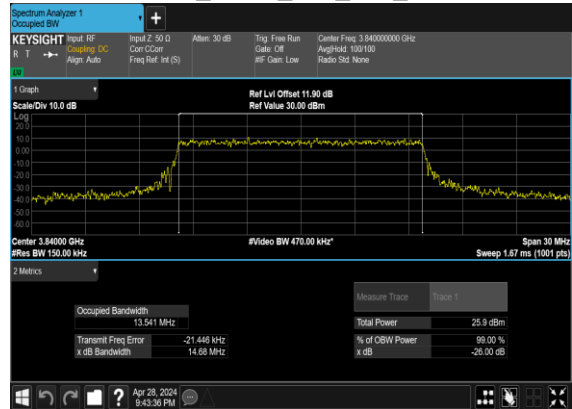 Spectrum Analyzer 1
Occupied BW
+
KEYSIGHT Input: RF Input Z: 50 Ω Atten: 30 dB Trig: Free Run Center Freq: 3.840000000 GHz
R T Coupling: DC Corr CCorr Gate: Off Avg|Hold: 100/100
Align: Auto Freq Ref: Int (S) #IF Gain: Low Radio Std: None
LW
1 Graph Ref Lvl Offset 11.90 dB
Scale/Div 10.0 dB Ref Value 30.00 dBm
Log
20.0
10.0
0.00
-10.0
-20.0
-30.0
-40.0
-50.0
-60.0
Center 3.84000 GHz #Video BW 470.00 kHz* Span 30 MHz
#Res BW 150.00 kHz Sweep 1.67 ms (1001 pts)
2 Metrics
Measure Trace Trace 1
Occupied Bandwidth
13.541 MHz Total Power 25.9 dBm
Transmit Freq Error -21.446 kHz % of OBW Power 99.00 %
x dB Bandwidth 14.68 MHz x dB -26.00 dB
? Apr 28, 2024
9:43:36 PM